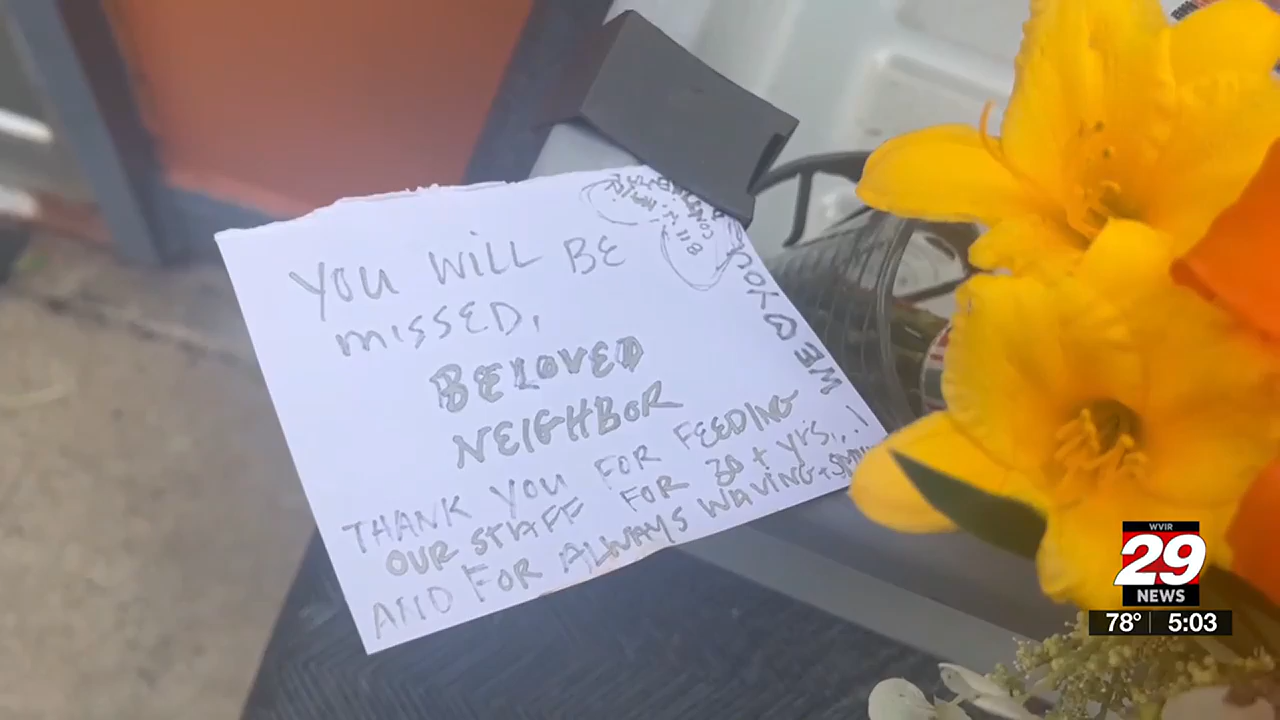 YOU WILL BE
MISSED,
BELOVED
NEIGHBOR
THANK YOU FOR FEEDING
OUR STAFF FOR 30+ YRS,..!
AND FOR ALWAYS WAVING +
WE YOU
WVIR
29
NEWS
78° 5:03